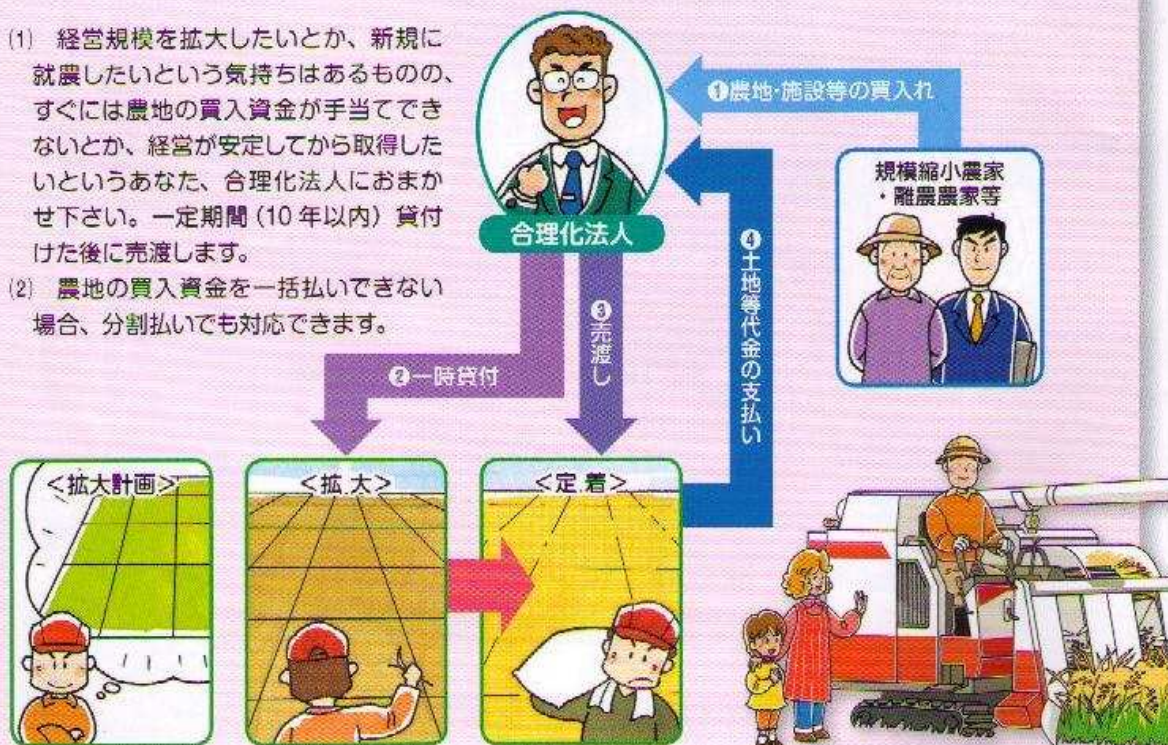 (1) 経営規模を拡大したいとか、新規に
就農したいという気持ちはあるものの、
すぐには農地の買入資金が手当てでき
ないとか、経営が安定してから取得した
いというあなた、合理化法人におまか
せ下さい。一定期間(10年以内)貸付
けた後に売渡します。
(2) 農地の買入資金を一括払いできない
場合、分割払いでも対応できます。
合理化法人
❶農地・施設等の買入れ
規模縮小農家
・離農農家等
❷一時貸付
❸売渡し
❹土地等代金の支払い
<拡大計画>
<拡大>
<定着>